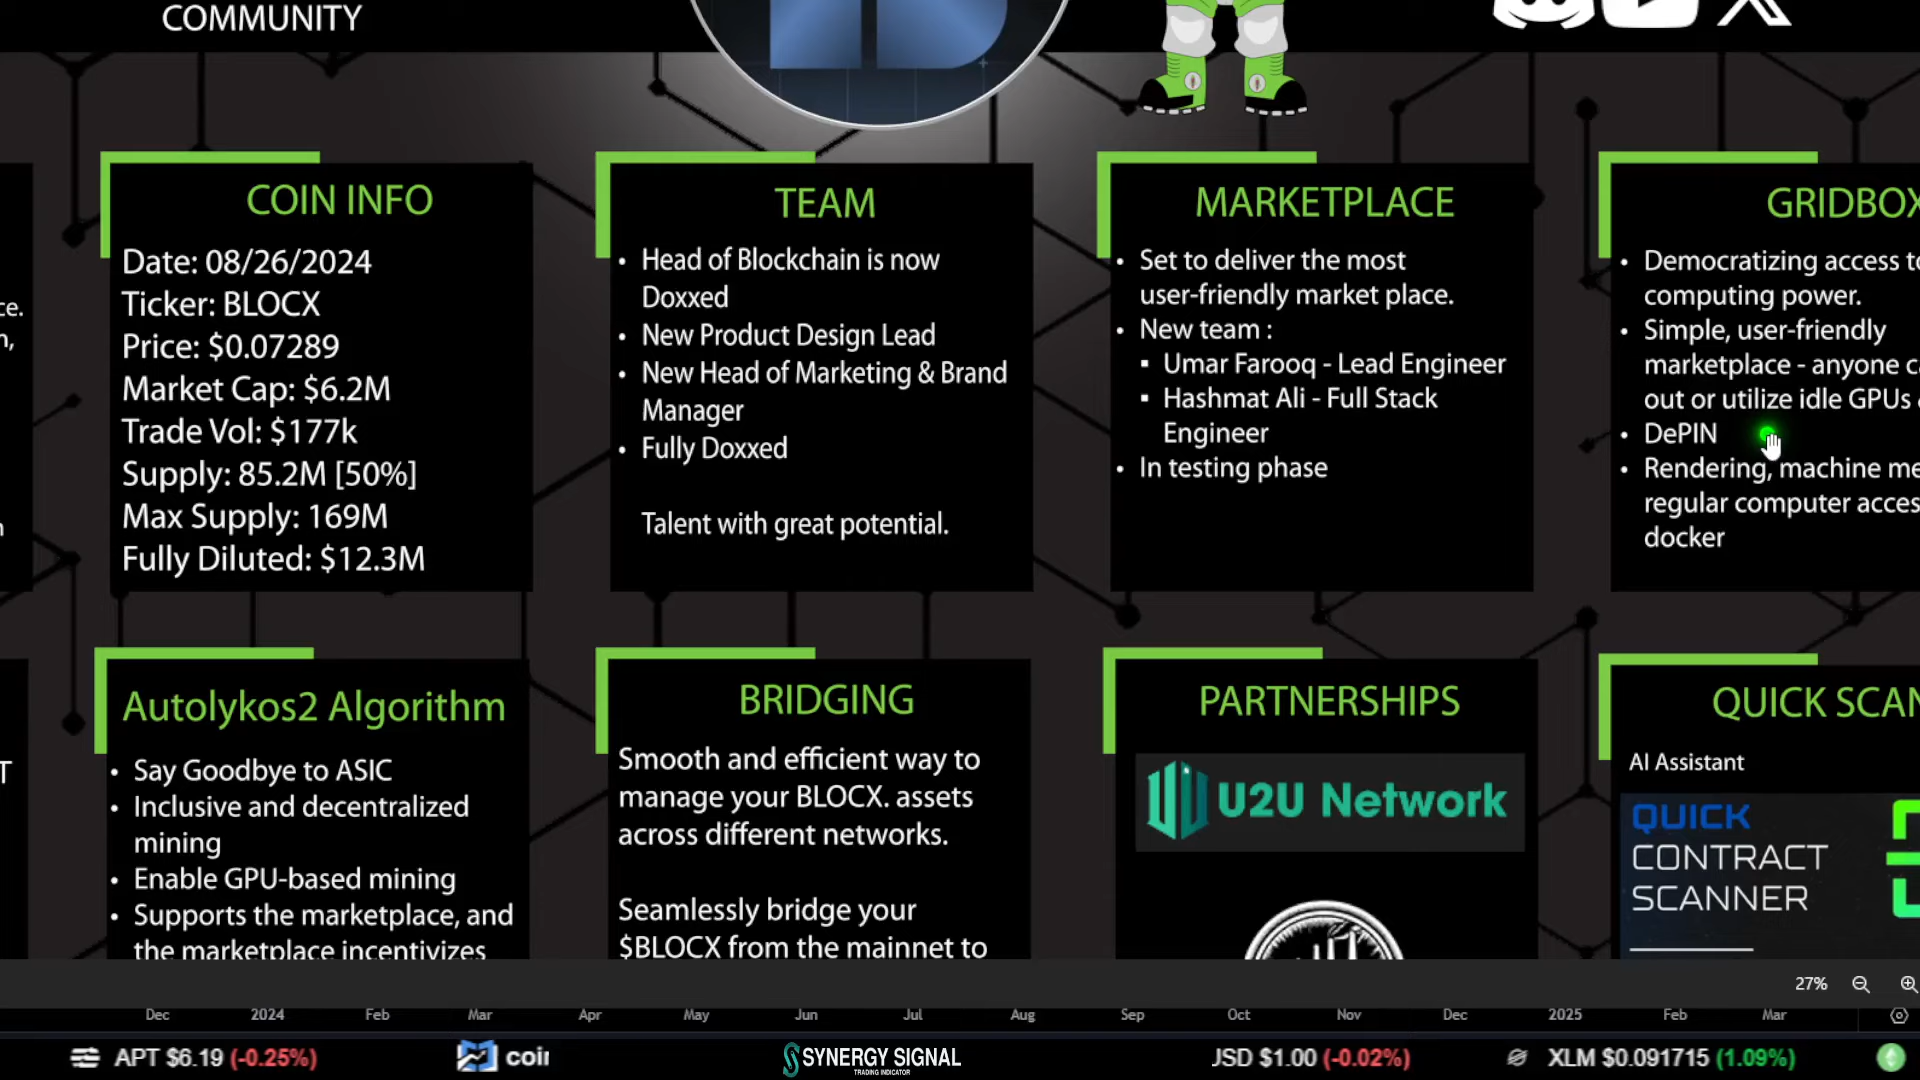 COMMUNITY
COIN INFO
Date: 08/26/2024
Ticker: BLOCX
Price: $0.07289
Market Cap: $6.2M
Trade Vol: $177k
Supply: 85.2M [50%]
Max Supply: 169M
Fully Diluted: $12.3M
TEAM
• Head of Blockchain is now
Doxxed
• New Product Design Lead
• New Head of Marketing & Brand
Manager
• Fully Doxxed
Talent with great potential.
MARKETPLACE
• Set to deliver the most
user-friendly market place.
• New team :
▪ Umar Farooq - Lead Engineer
▪ Hashmat Ali - Full Stack
Engineer
• In testing phase
GRIDBOX
• Democratizing access to
computing power.
• Simple, user-friendly
marketplace - anyone
out or utilize idle GPUs
• DePIN
• Rendering, machine
regular computer
docker
Autolykos2 Algorithm
• Say Goodbye to ASIC
• Inclusive and decentralized
mining
• Enable GPU-based mining
• Supports the marketplace, and
the marketplace incentivizes
BRIDGING
Smooth and efficient way to
manage your BLOCX. assets
across different networks.
Seamlessly bridge your
$BLOCX from the mainnet to
PARTNERSHIPS
U2U Network
QUICK
AI Assistant
QUICK
CONTRACT
SCANNER
27%
Dec 2024 Feb Mar Apr May Jun Jul Aug Sep Oct Nov Dec 2025 Feb Mar
APT $6.19 (-0.25%)
SYNERGY SIGNAL
TRADING INDICATOR
JSD $1.00 (-0.02%)
XLM $0.091715 (1.09%)